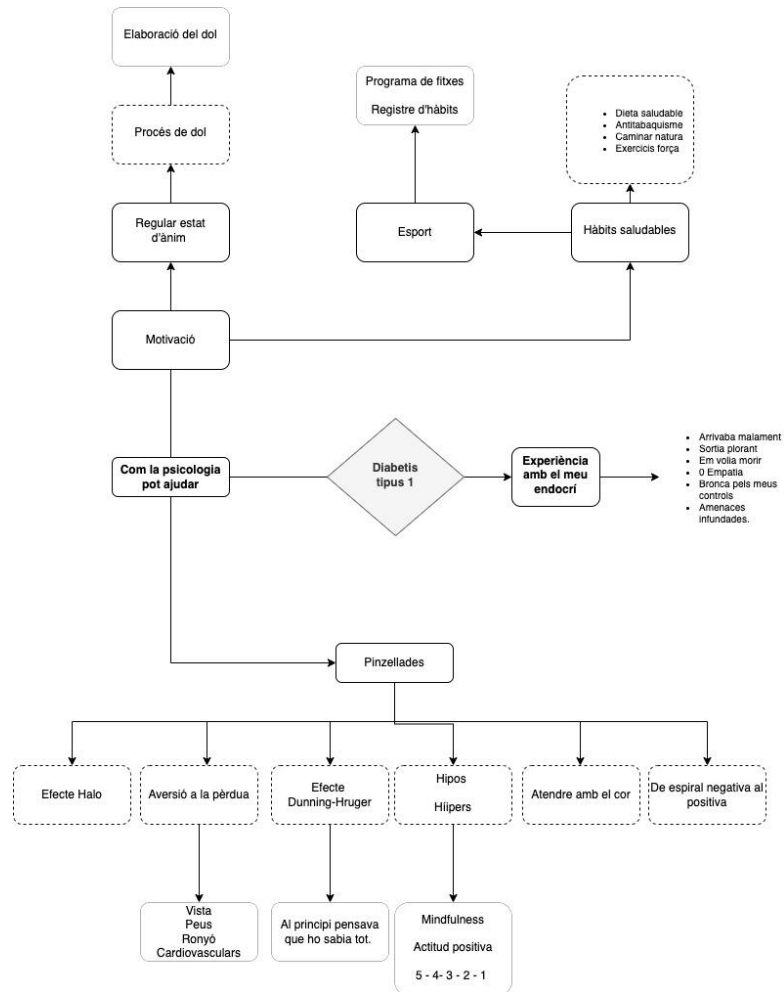 Elaboració del dol
Programa de fitxes
Registre d'hàbits
Dieta saludable
Antitabaquisme
Caminar natura
Exercicis força
Procés de dol
Regular estat
d'ànim
Esport
Hàbits saludables
Motivació
Com la psicologia
pot ajudar
Diabetis
tipus 1
Experiència
amb el meu
endocrí
Arrivaba malament
Sortia plorant
Em volia morir
0 Empatia
Bronca pels meus
controls
Amenaces
infundades.
Pinzellades
Efecte Halo
Aversió a la pèrdua
Efecte
Dunning-Hruger
Hipos
Híipers
Atendre amb el cor
De espiral negativa al
positiva
Vista
Peus
Ronyó
Cardiovasculars
Al principi pensava
que ho sabia tot.
Mindfulness
Actitud positiva
5 - 4- 3 - 2 - 1